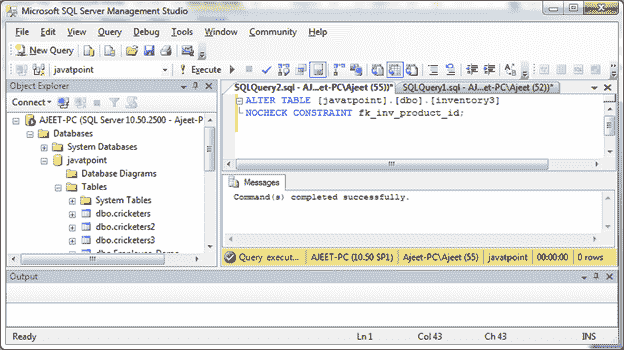 Microsoft SQL Server Management Studio
File Edit View Query Debug Tools Window Community Help
New Query
javatpoint Execute
Object Explorer
Connect
AJEET-PC (SQL Server 10.50.2500 - Ajeet-P
Databases
System Databases
javatpoint
Database Diagrams
Tables
System Tables
dbo.cricketers
dbo.cricketers2
dbo.cricketers3
SQLQuery2.sql - AJ...et-PC\Ajeet (55))* SQLQuery1.sql - AJ...et-PC\Ajeet (52))*
ALTER TABLE [javatpoint].[dbo].[inventory3]
NOCHECK CONSTRAINT fk_inv_product_id;
Messages
Command(s) completed successfully.
Query execut... AJEET-PC (10.50 SP1) Ajeet-PC\Ajeet (55) javatpoint 00:00:00 0 rows
Output
Ready Ln 1 Col 43 Ch 43 INS